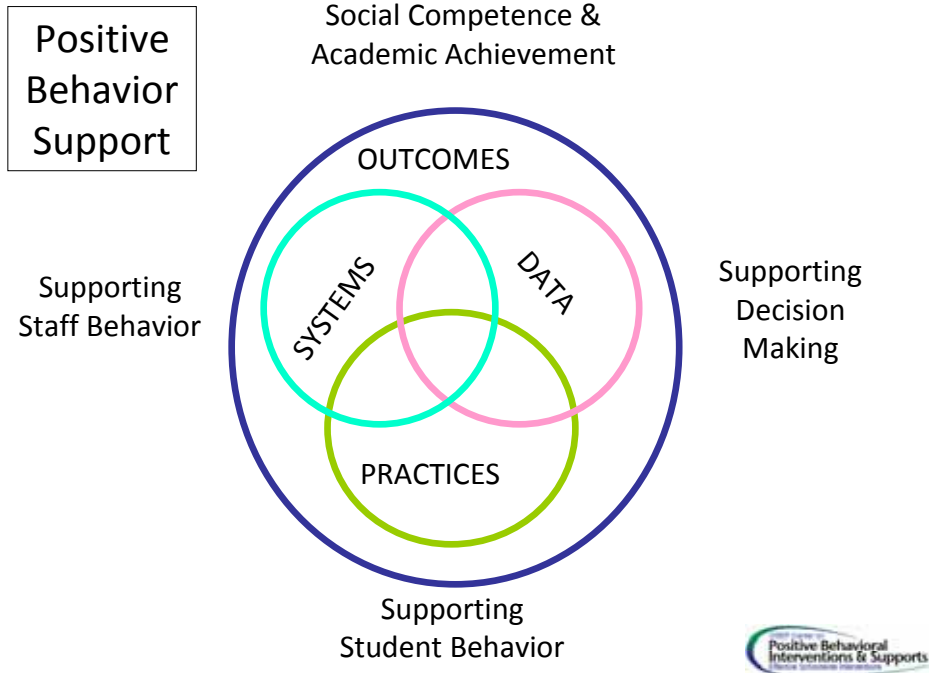 Positive
Behavior
Support
Social Competence &
Academic Achievement
OUTCOMES
SYSTEMS
DATA
PRACTICES
Supporting
Staff Behavior
Supporting
Decision
Making
Supporting
Student Behavior
Positive Behavioral
Interventions & Supports